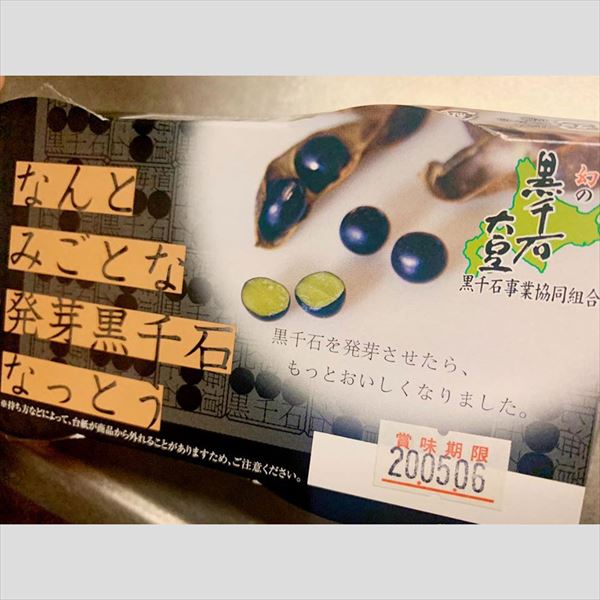 なんと
みごとな
発芽黒千石
なっとう
※持ち方などによって、台紙が商品から外れることがありますため、ご注意ください。
幻の
黒千石
大豆
黒千石事業協同組合
黒千石を発芽させたら、
もっとおいしくなりました。
賞味期限
200506